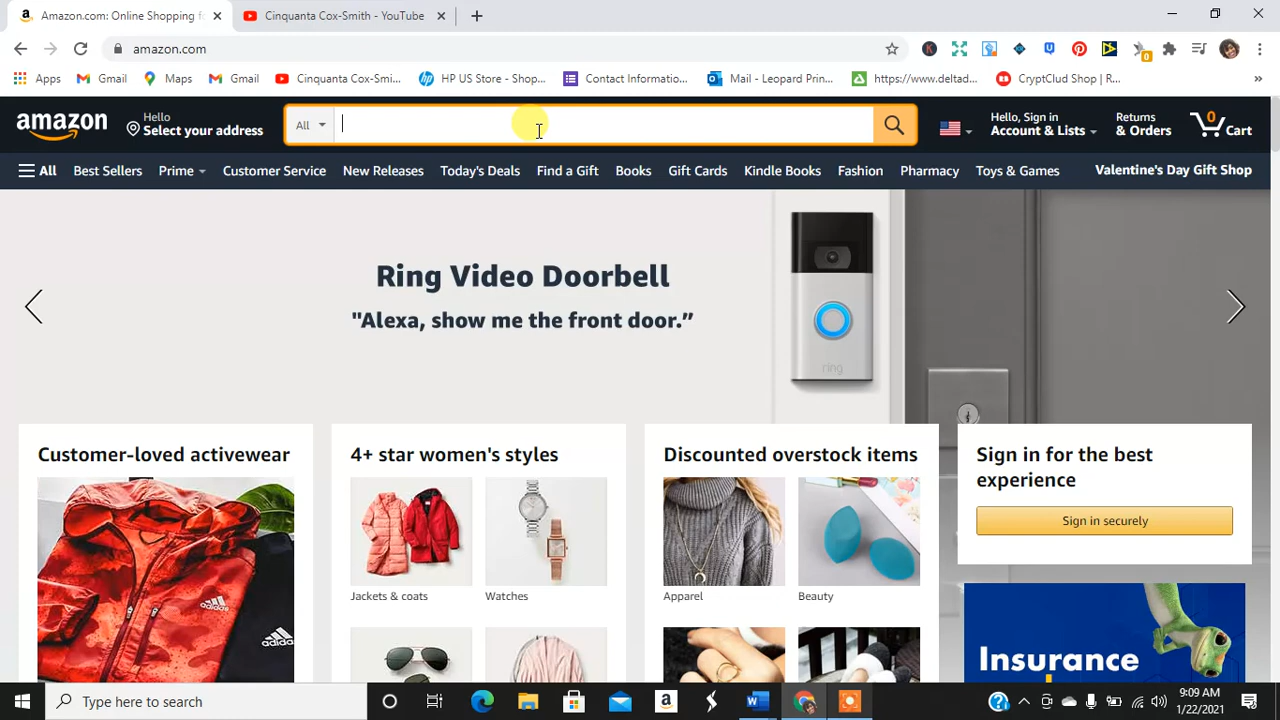 Amazon.com: Online Shopping fo
Cinquanta Cox-Smith - YouTube
amazon.com
Apps
Gmail
Maps
Gmail
Cinquanta Cox-Smi...
HP US Store - Shop...
Contact Informatio...
Mail - Leopard Prin...
https://www.deltad...
CryptClud Shop | R...
amazon
Hello
Select your address
All
Hello, Sign in
Account & Lists
Returns
& Orders
0
Cart
All
Best Sellers
Prime
Customer Service
New Releases
Today's Deals
Find a Gift
Books
Gift Cards
Kindle Books
Fashion
Pharmacy
Toys & Games
Valentine's Day Gift Shop
Ring Video Doorbell
"Alexa, show me the front door.”
ring
Customer-loved activewear
adidas
adidas
4+ star women's styles
Jackets & coats
Watches
Discounted overstock items
Apparel
Beauty
Sign in for the best
experience
Sign in securely
Insurance
Type here to search
9:09 AM
1/22/2021